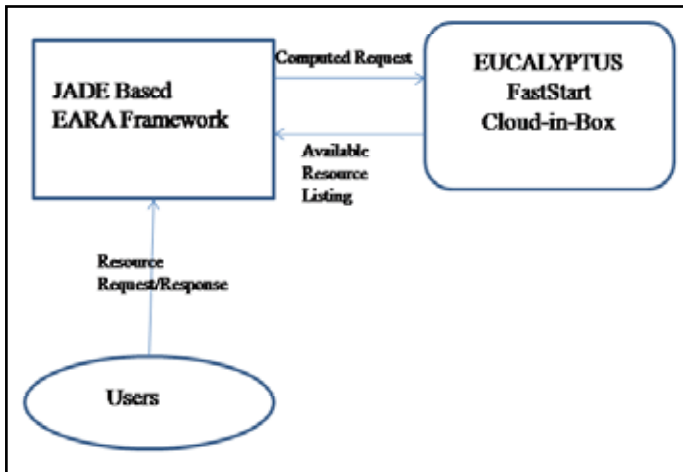 JADE Based
EARA Framework
Computed Request
EUCALYPTUS
FastStart
Cloud-in-Box
Available
Resource
Listing
Resource
Request/Response
Users